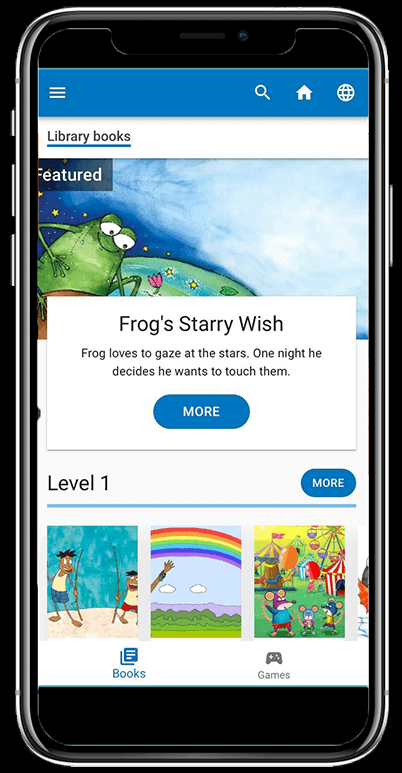 Library books
Featured
Frog's Starry Wish
Frog loves to gaze at the stars. One night he
decides he wants to touch them.
MORE
Level 1
MORE
Books
Games